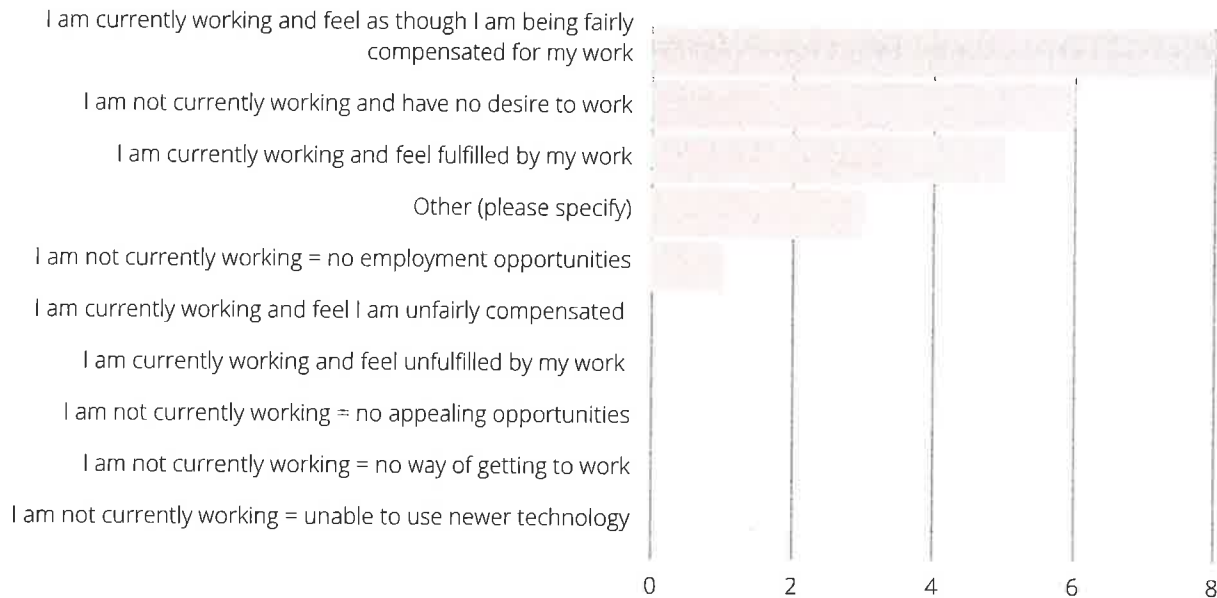 I am currently working and feel as though I am being fairly
compensated for my work
I am not currently working and have no desire to work
I am currently working and feel fulfilled by my work
Other (please specify)
I am not currently working = no employment opportunities
I am currently working and feel I am unfairly compensated
I am currently working and feel unfulfilled by my work
I am not currently working = no appealing opportunities
I am not currently working = no way of getting to work
I am not currently working = unable to use newer technology
0 2 4 6 8